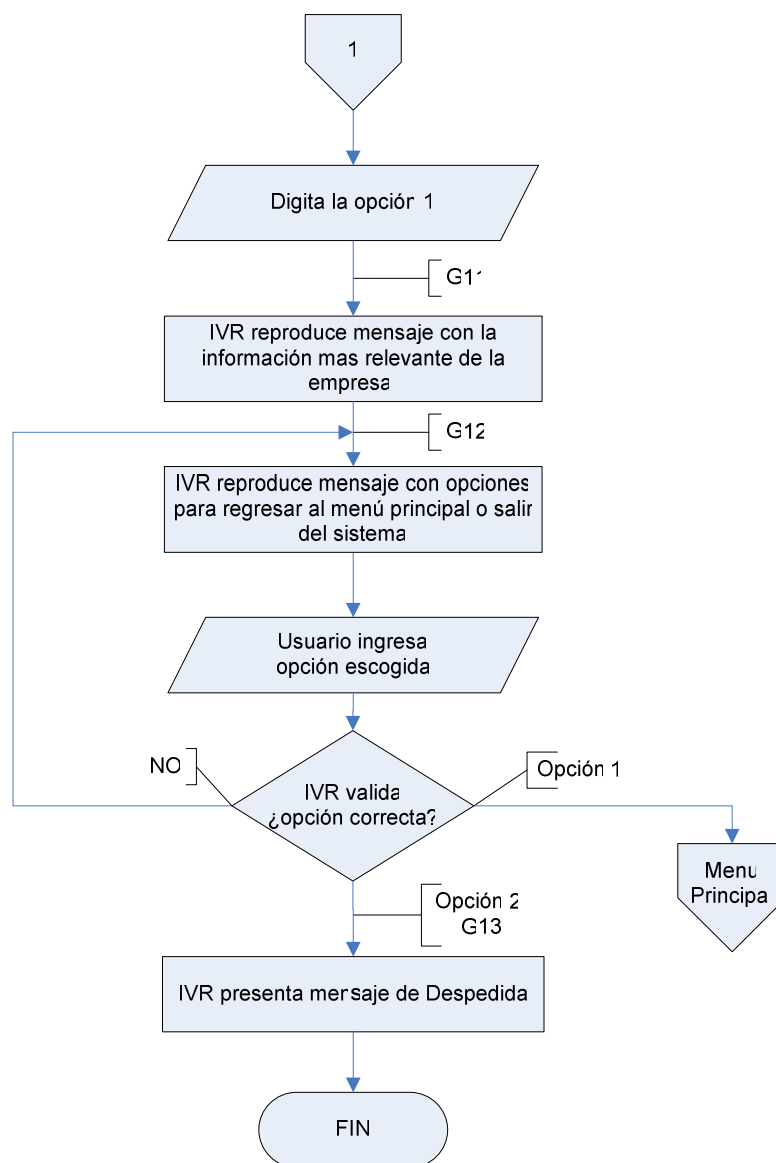 1
Digita la opción 1
G11
IVR reproduce mensaje con la
información mas relevante de la
empresa
G12
IVR reproduce mensaje con opciones
para regresar al menú principal o salir
del sistema
Usuario ingresa
opción escogida
NO
Opción 1
IVR valida
¿opción correcta?
Menu
Principa
Opción 2
G13
IVR presenta mensaje de Despedida
FIN